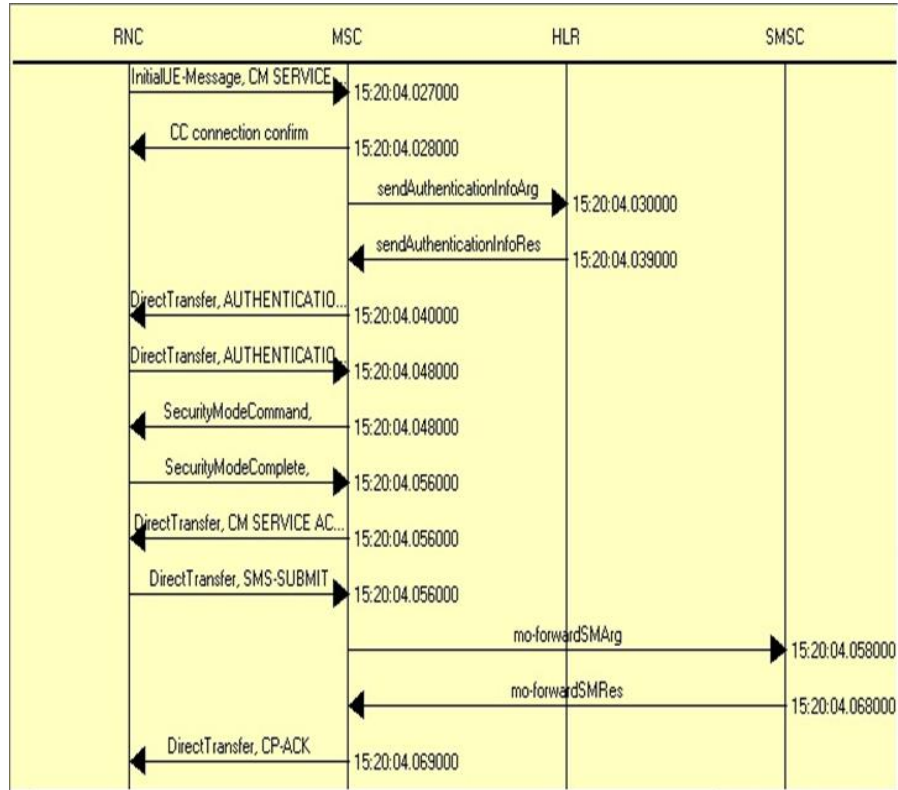 RNC MSC HLR SMSC
InitialUE-Message, CM SERVICE...
15:20:04.027000
CC connection confirm
15:20:04.028000
sendAuthenticationInfoArg
15:20:04.030000
sendAuthenticationInfoRes
15:20:04.039000
DirectTransfer, AUTHENTICATIO...
15:20:04.040000
DirectTransfer, AUTHENTICATIO...
15:20:04.048000
SecurityModeCommand,
15:20:04.048000
SecurityModeComplete,
15:20:04.056000
DirectTransfer, CM SERVICE AC...
15:20:04.056000
DirectTransfer, SMS-SUBMIT
15:20:04.056000
mo-forwardSMArg
15:20:04.058000
mo-forwardSMRes
15:20:04.068000
DirectTransfer, CP-ACK
15:20:04.069000